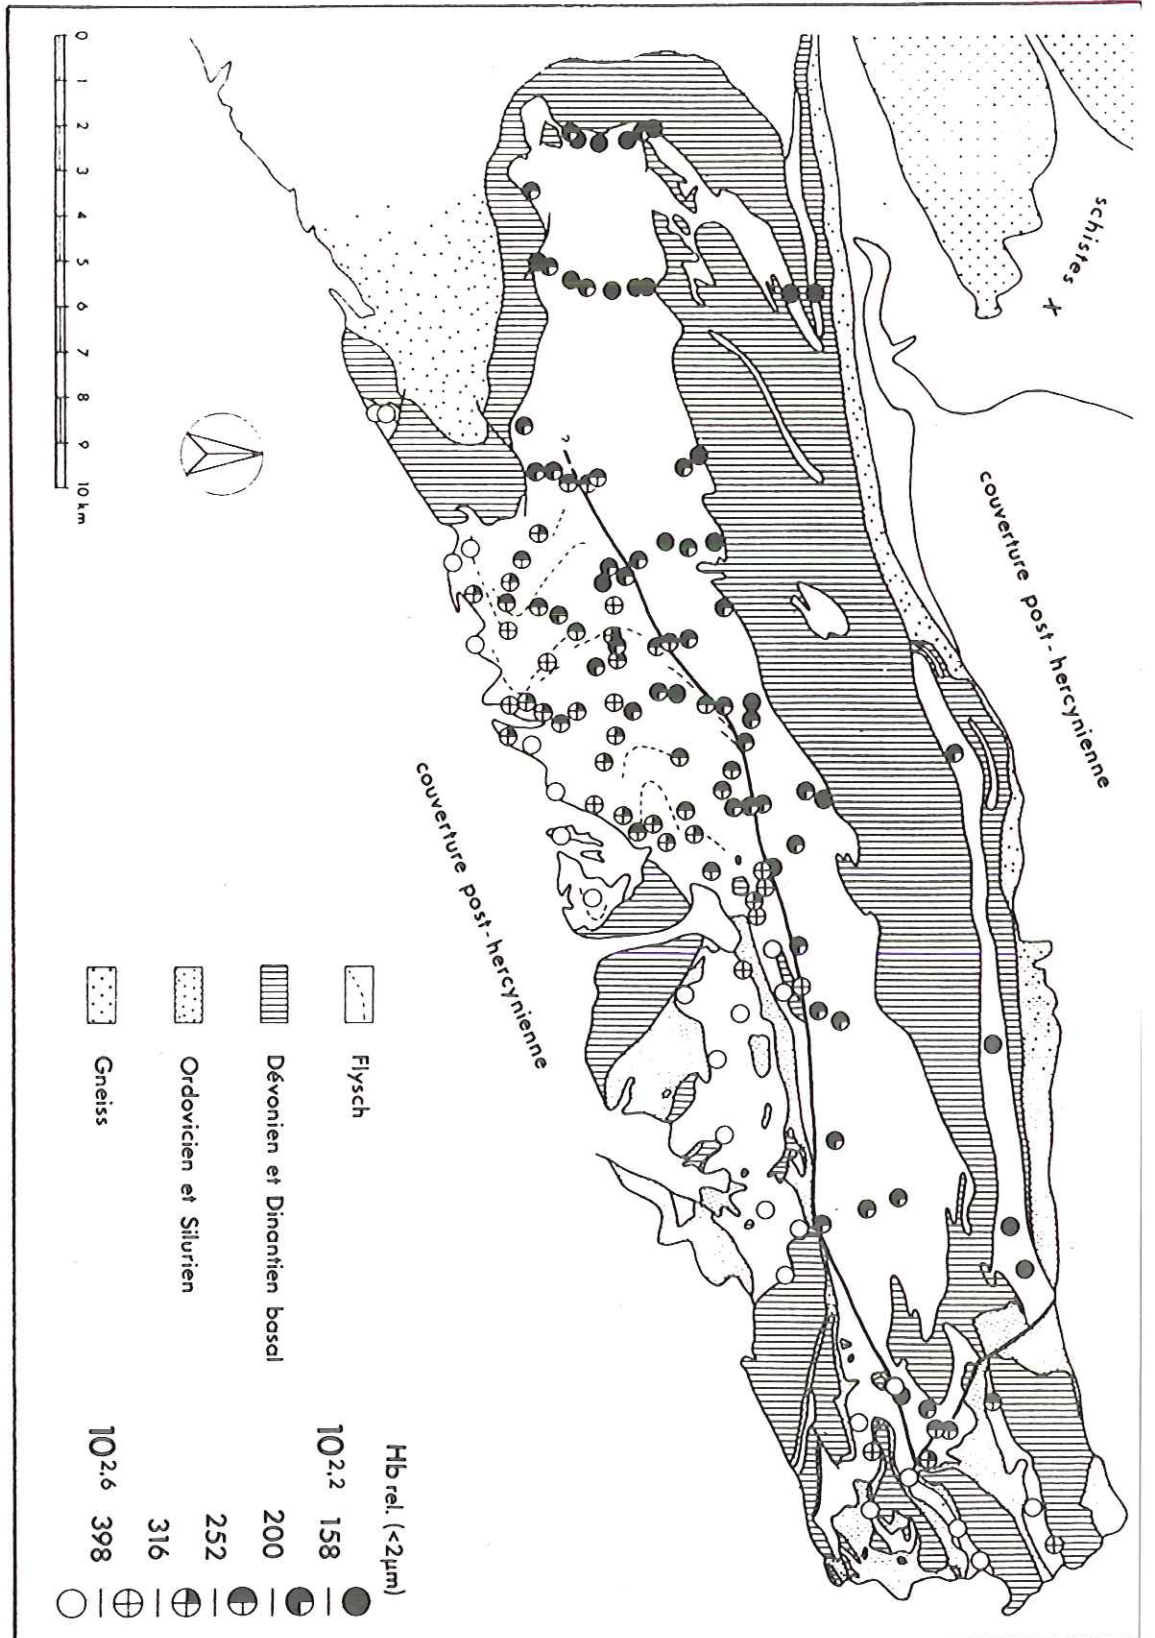 schistes X
couverture post-hercynienne
couverture post-hercynienne
?
0 1 2 3 4 5 6 7 8 9 10 km
Flysch
Dévonien et Dinantien basal
Ordovicien et Silurien
Gneiss
Hb rel. (<2μm)
10^2,2 158
200
252
316
10^2,6 398